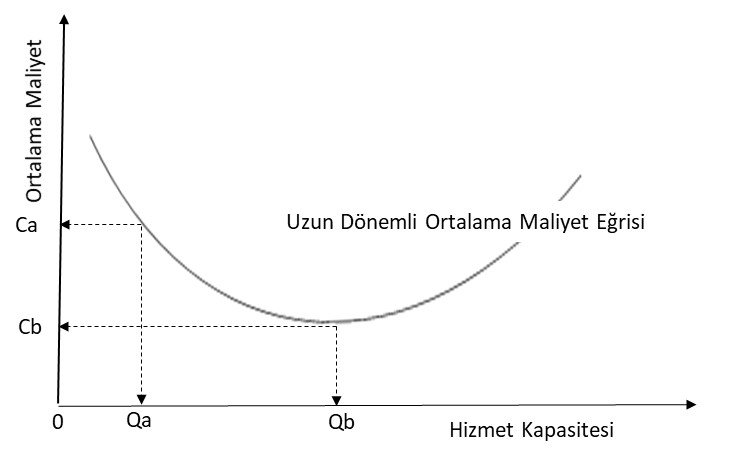 Ortalama Maliyet
Uzun Dönemli Ortalama Maliyet Eğrisi
Ca
Cb
0
Qa
Qb
Hizmet Kapasitesi